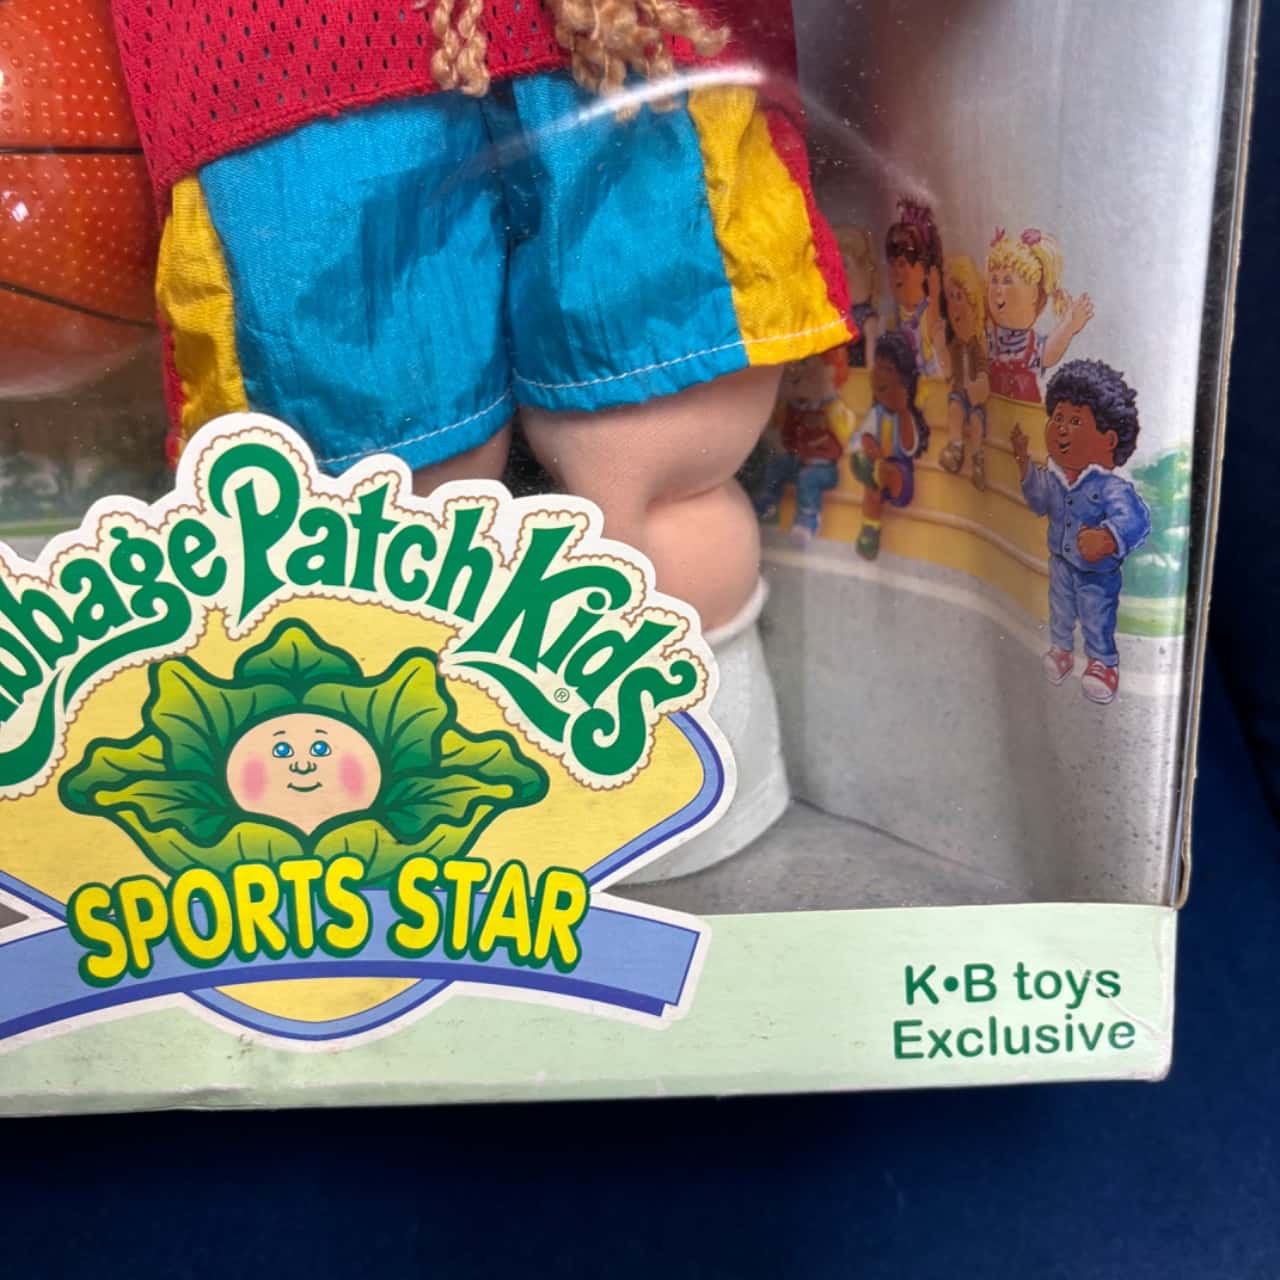 bbage Patch Kids®
SPORTS STAR
K•B toys
Exclusive